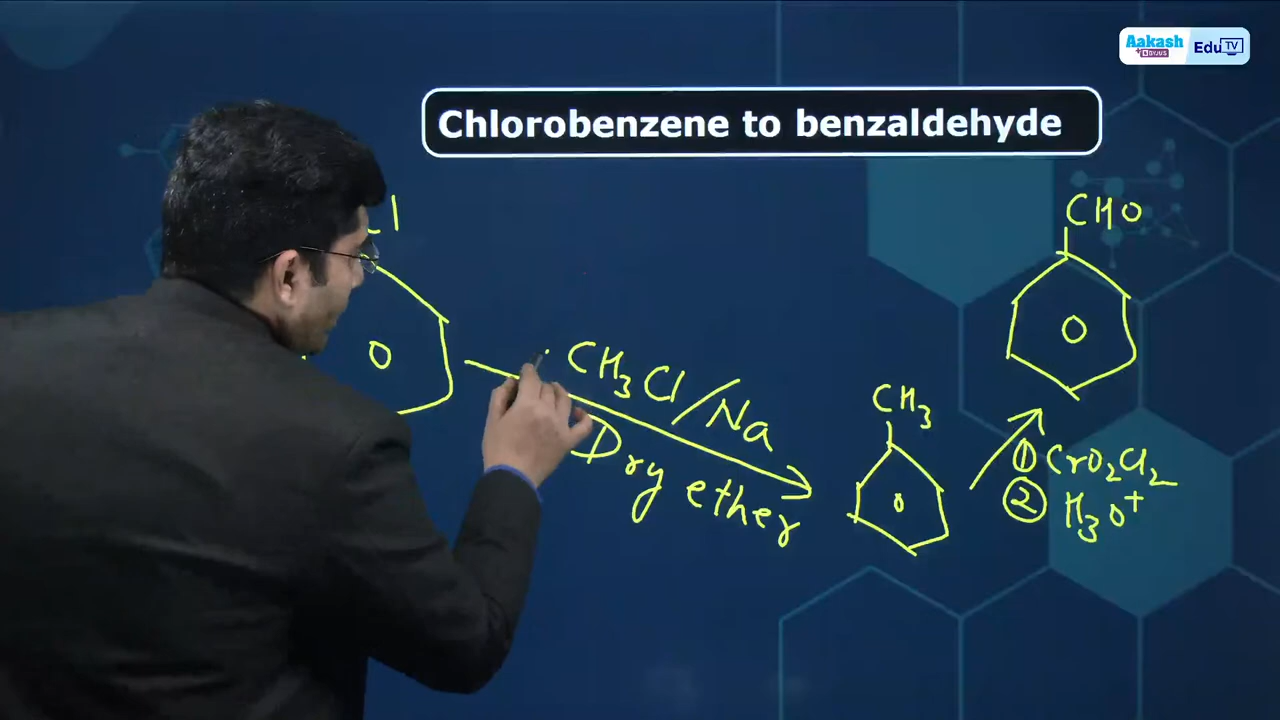 Aakash
BYJU'S
Edu TV
Chlorobenzene to benzaldehyde
Cl
CHO
CH3Cl/Na
Dry ether
CH3
① CrO2Cl2
② H3O+